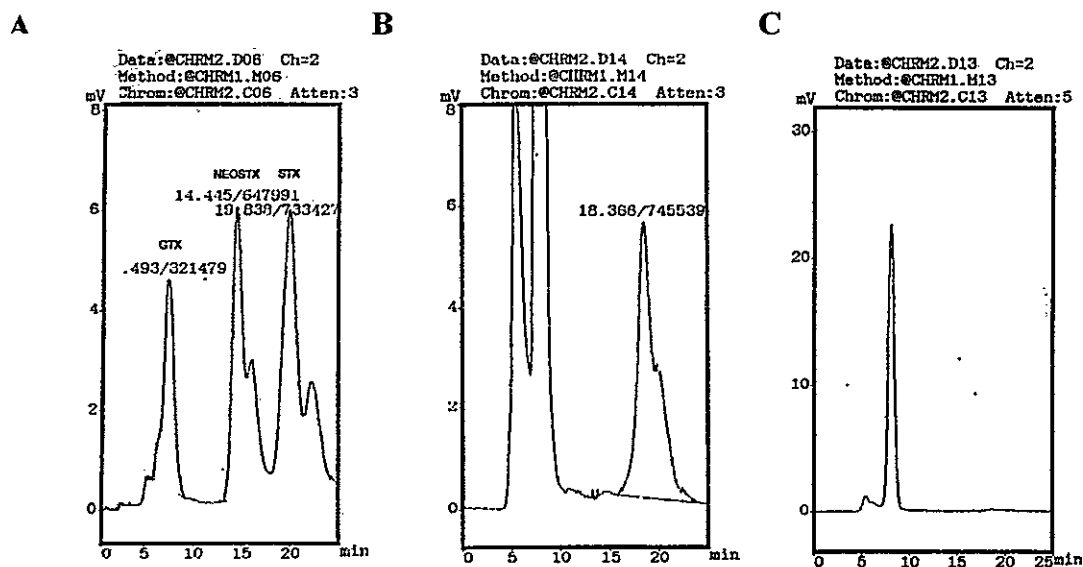 A
Data:@CHRM2.D06 Ch=2
Method:@CHRM1.M06
Chrom:@CHRM2.C06 Atten:3
mV
8
6
4
2
0
NEOSTX STX
14.445/647991
19.838/733427
GTX
.493/321479
0 5 10 15 20 min
B
Data:@CHRM2.D14 Ch=2
Method:@CHRM1.M14
Chrom:@CHRM2.C14 Atten:3
mV
8
6
4
2
0
18.366/745539
0 5 10 15 20 min
C
Data:@CHRM2.D13 Ch=2
Method:@CHRM1.M13
Chrom:@CHRM2.C13 Atten:5
mV
30
20
10
0
0 5 10 15 20 25 min